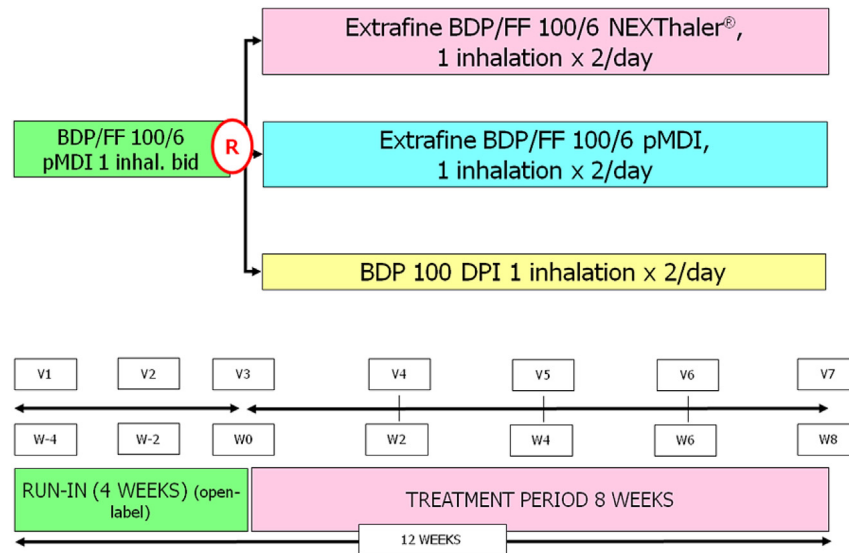 Extrafine BDP/FF 100/6 NEXThaler®,
1 inhalation x 2/day
BDP/FF 100/6
pMDI 1 inhal. bid
R
Extrafine BDP/FF 100/6 pMDI,
1 inhalation x 2/day
BDP 100 DPI 1 inhalation x 2/day
V1 V2 V3 V4 V5 V6 V7
W-4 W-2 W0 W2 W4 W6 W8
RUN-IN (4 WEEKS) (open-
label)
TREATMENT PERIOD 8 WEEKS
12 WEEKS